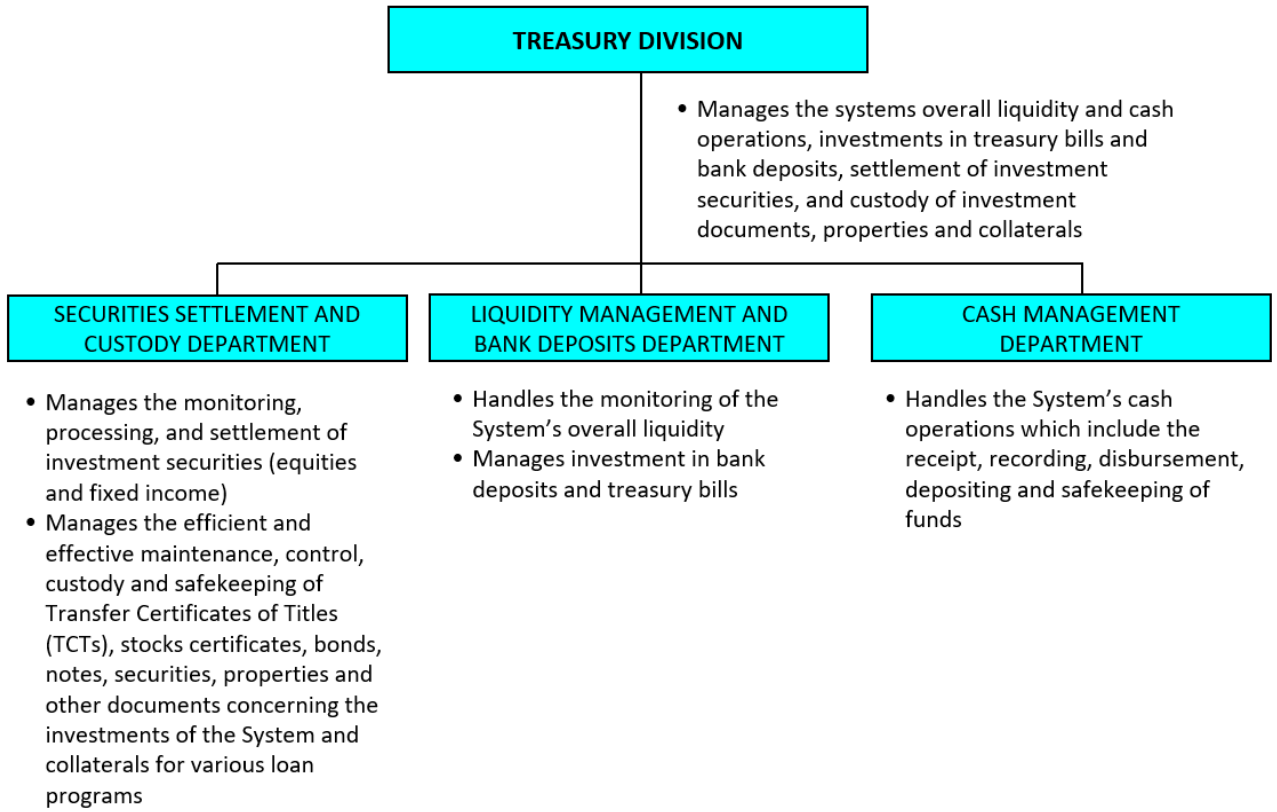 TREASURY DIVISION
• Manages the systems overall liquidity and cash
operations, investments in treasury bills and
bank deposits, settlement of investment
securities, and custody of investment
documents, properties and collaterals
SECURITIES SETTLEMENT AND
CUSTODY DEPARTMENT
• Manages the monitoring,
processing, and settlement of
investment securities (equities
and fixed income)
• Manages the efficient and
effective maintenance, control,
custody and safekeeping of
Transfer Certificates of Titles
(TCTs), stocks certificates, bonds,
notes, securities, properties and
other documents concerning the
investments of the System and
collaterals for various loan
programs
LIQUIDITY MANAGEMENT AND
BANK DEPOSITS DEPARTMENT
• Handles the monitoring of the
System’s overall liquidity
• Manages investment in bank
deposits and treasury bills
CASH MANAGEMENT
DEPARTMENT
• Handles the System’s cash
operations which include the
receipt, recording, disbursement,
depositing and safekeeping of
funds